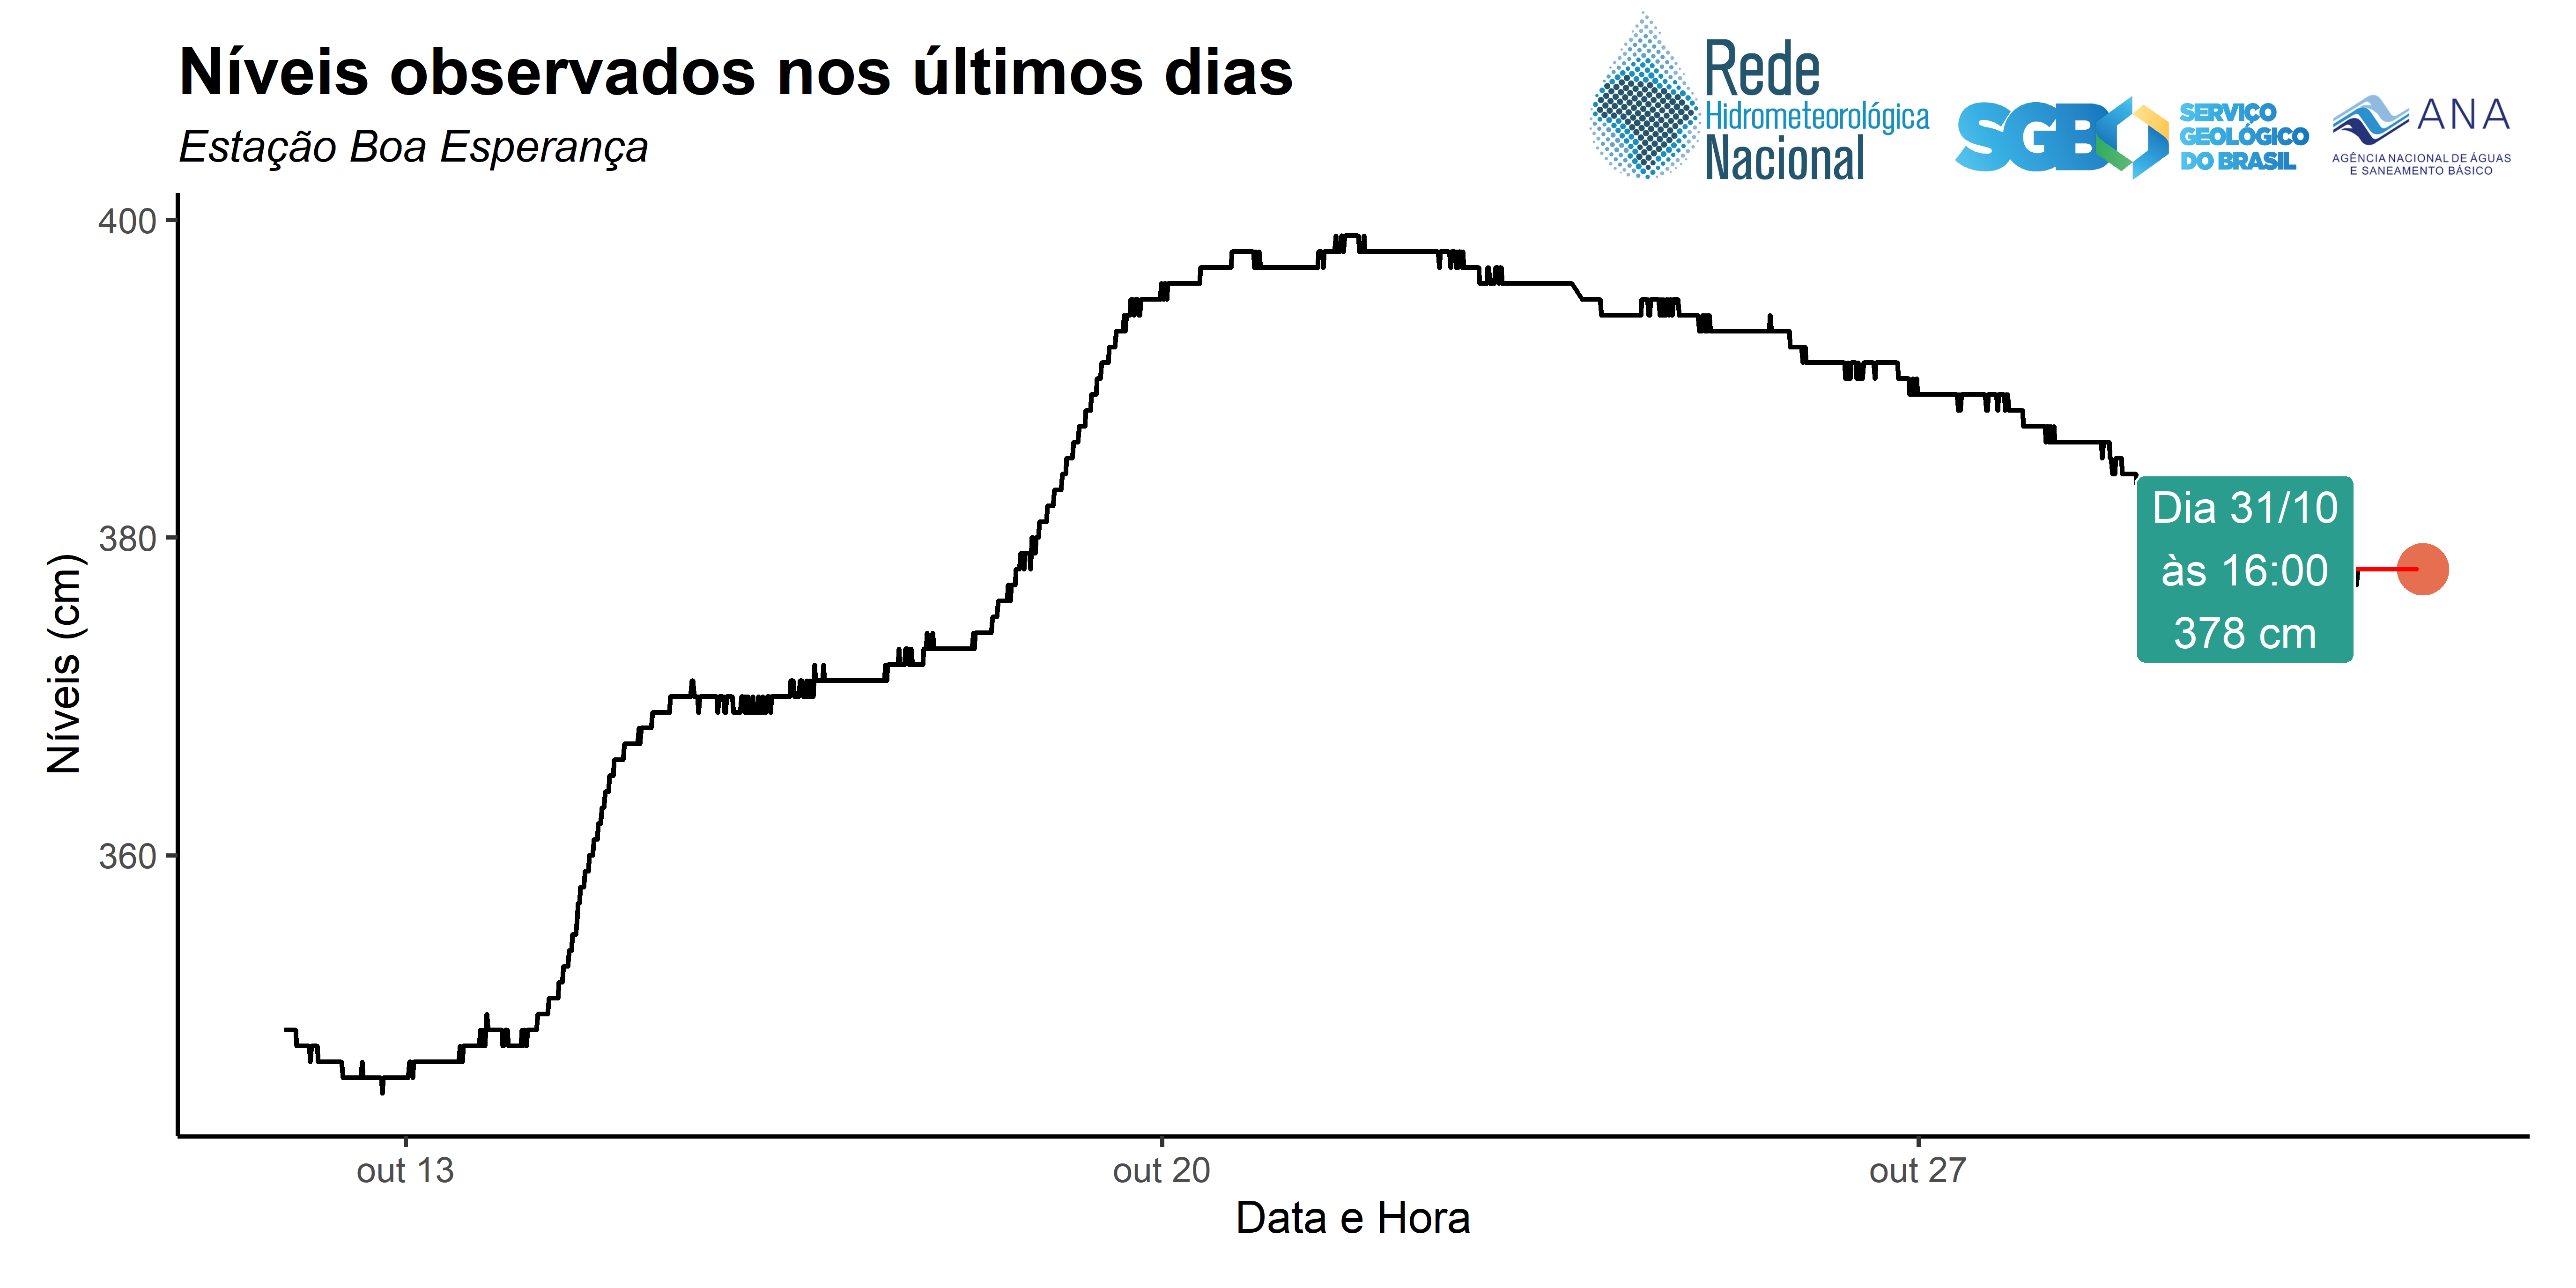 Níveis observados nos últimos dias
Estação Boa Esperança
Rede
Hidrometeorológica
Nacional
SGB
SERVIÇO
GEOLÓGICO
DO BRASIL
ANA
AGÊNCIA NACIONAL DE ÁGUAS
E SANEAMENTO BÁSICO
400
380
360
Níveis (cm)
Dia 31/10
às 16:00
378 cm
out 13
out 20
out 27
Data e Hora